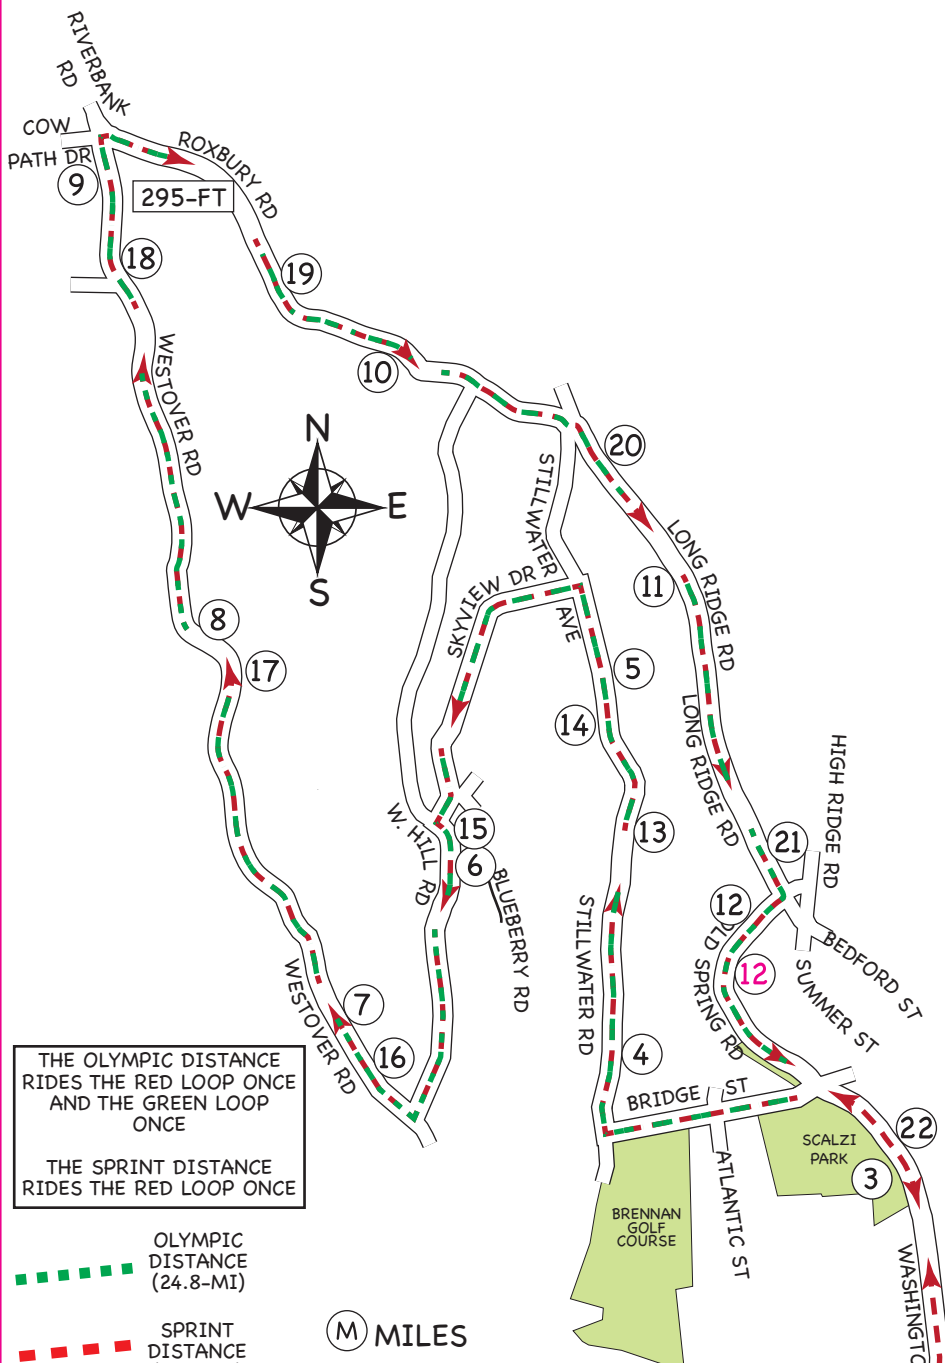 RIVERBANK
RD
COW
PATH DR
9
ROXBURY RD
295-FT
18
19
10
WESTOVER RD
N
W
E
S
20
STILLWATER
AVE
SKYVIEW DR
LONG RIDGE RD
11
8
17
5
14
LONG RIDGE RD
HIGH RIDGE RD
13
15
6
W. HILL RD
BLUEBERRY RD
21
12
OLD
SPRING RD
12
BEDFORD ST
SUMMER ST
STILLWATER RD
7
WESTOVER RD
16
4
BRIDGE ST
22
SCALZI
PARK
3
ATLANTIC ST
BRENNAN
GOLF
COURSE
THE OLYMPIC DISTANCE
RIDES THE RED LOOP ONCE
AND THE GREEN LOOP
ONCE
THE SPRINT DISTANCE
RIDES THE RED LOOP ONCE
OLYMPIC
DISTANCE
(24.8-MI)
SPRINT
DISTANCE
M MILES
WASHINGTO